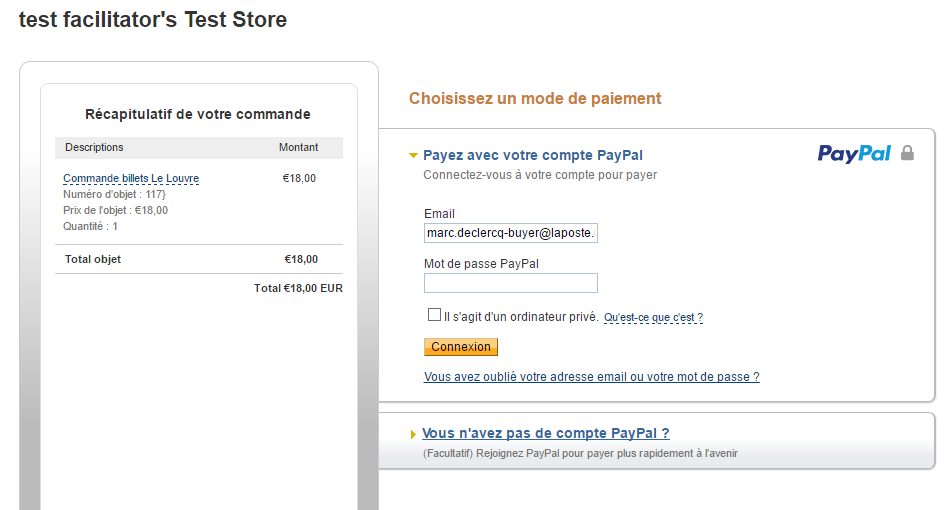 test facilitator's Test Store
Récapitulatif de votre commande
Descriptions Montant
Commande billets Le Louvre €18,00
Numéro d'objet : 117}
Prix de l'objet : €18,00
Quantité : 1
Total objet €18,00
Total €18,00 EUR
Choisissez un mode de paiement
Payez avec votre compte PayPal
PayPal
Connectez-vous à votre compte pour payer
Email
marc.declercq-buyer@laposte.
Mot de passe PayPal
Il s'agit d'un ordinateur privé. Qu'est-ce que c'est ?
Connexion
Vous avez oublié votre adresse email ou votre mot de passe ?
Vous n'avez pas de compte PayPal ?
(Facultatif) Rejoignez PayPal pour payer plus rapidement à l'avenir